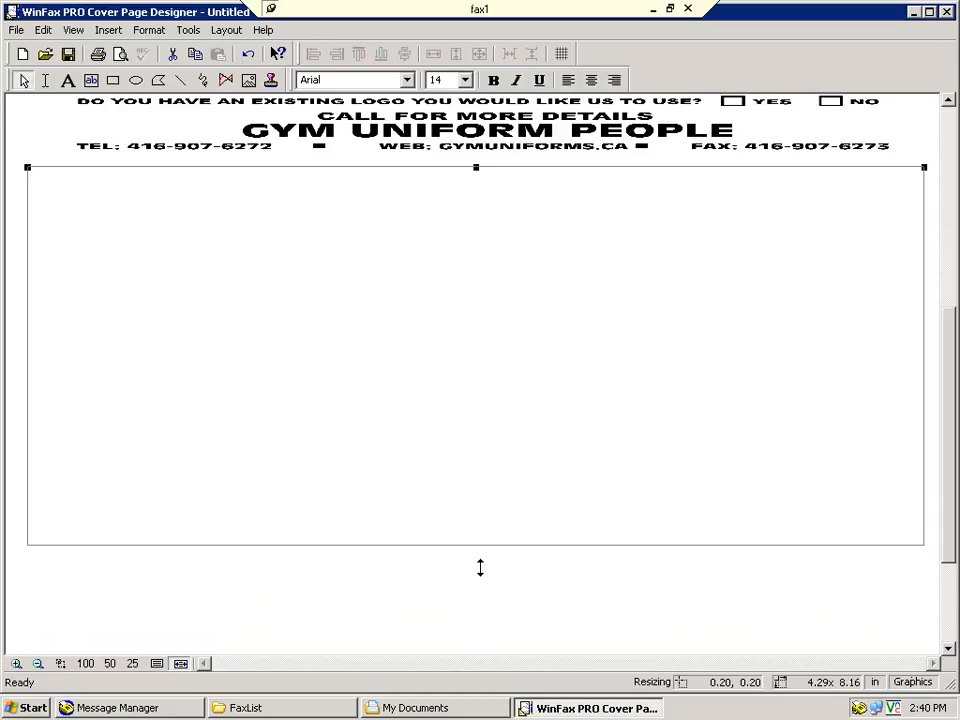 WinFax PRO Cover Page Designer - Untitled
fax1
File Edit View Insert Format Tools Layout Help
Arial 14 B I U
DO YOU HAVE AN EXISTING LOGO YOU WOULD LIKE US TO USE? YES NO
CALL FOR MORE DETAILS
GYM UNIFORM PEOPLE
TEL: 416-907-6272 WEB: GYMUNIFORMS.CA FAX: 416-907-6273
100 50 25
Ready Resizing 0.20, 0.20 4.29x 8.16 in Graphics
Start Message Manager FaxList My Documents WinFax PRO Cover Pa... 2:40 PM